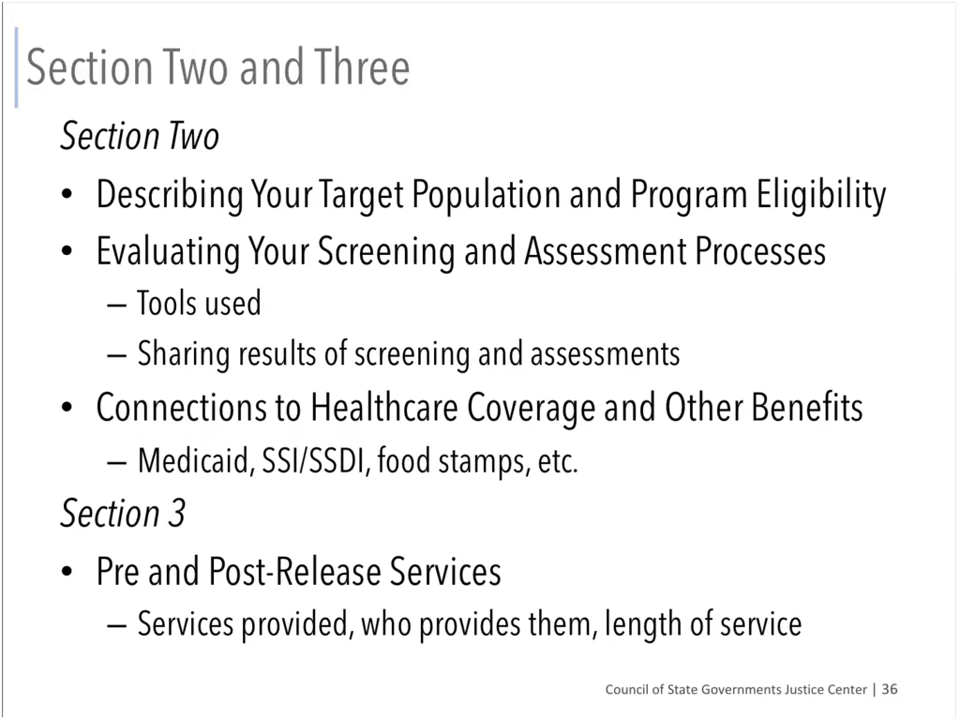 Section Two and Three
Section Two
• Describing Your Target Population and Program Eligibility
• Evaluating Your Screening and Assessment Processes
– Tools used
– Sharing results of screening and assessments
• Connections to Healthcare Coverage and Other Benefits
– Medicaid, SSI/SSDI, food stamps, etc.
Section 3
• Pre and Post-Release Services
– Services provided, who provides them, length of service
Council of State Governments Justice Center | 36